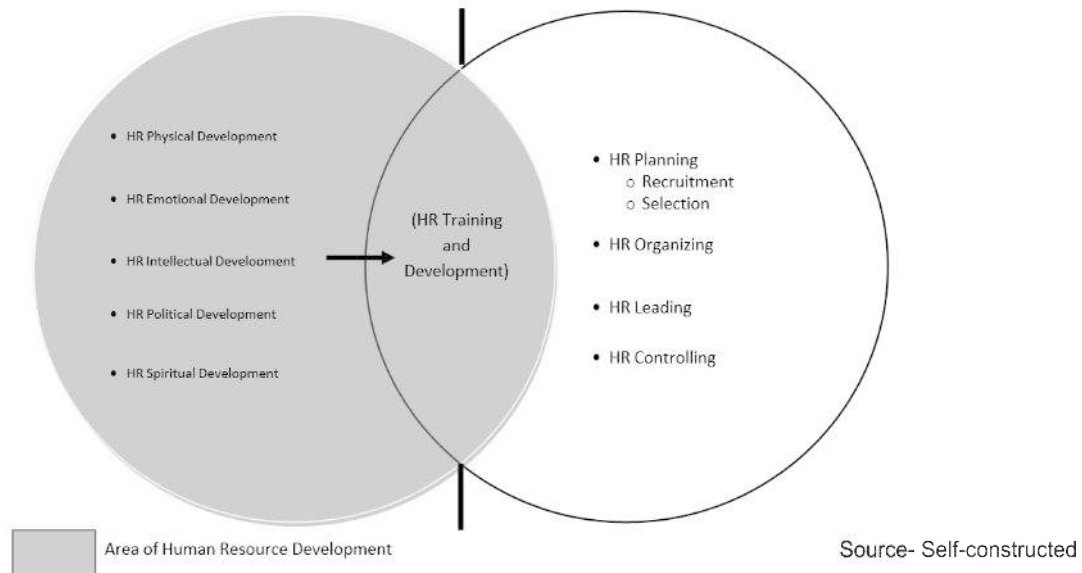 • HR Physical Development
• HR Emotional Development
• HR Intellectual Development
• HR Political Development
• HR Spiritual Development
(HR Training
and
Development)
• HR Planning
o Recruitment
o Selection
• HR Organizing
• HR Leading
• HR Controlling
Area of Human Resource Development
Source- Self-constructed